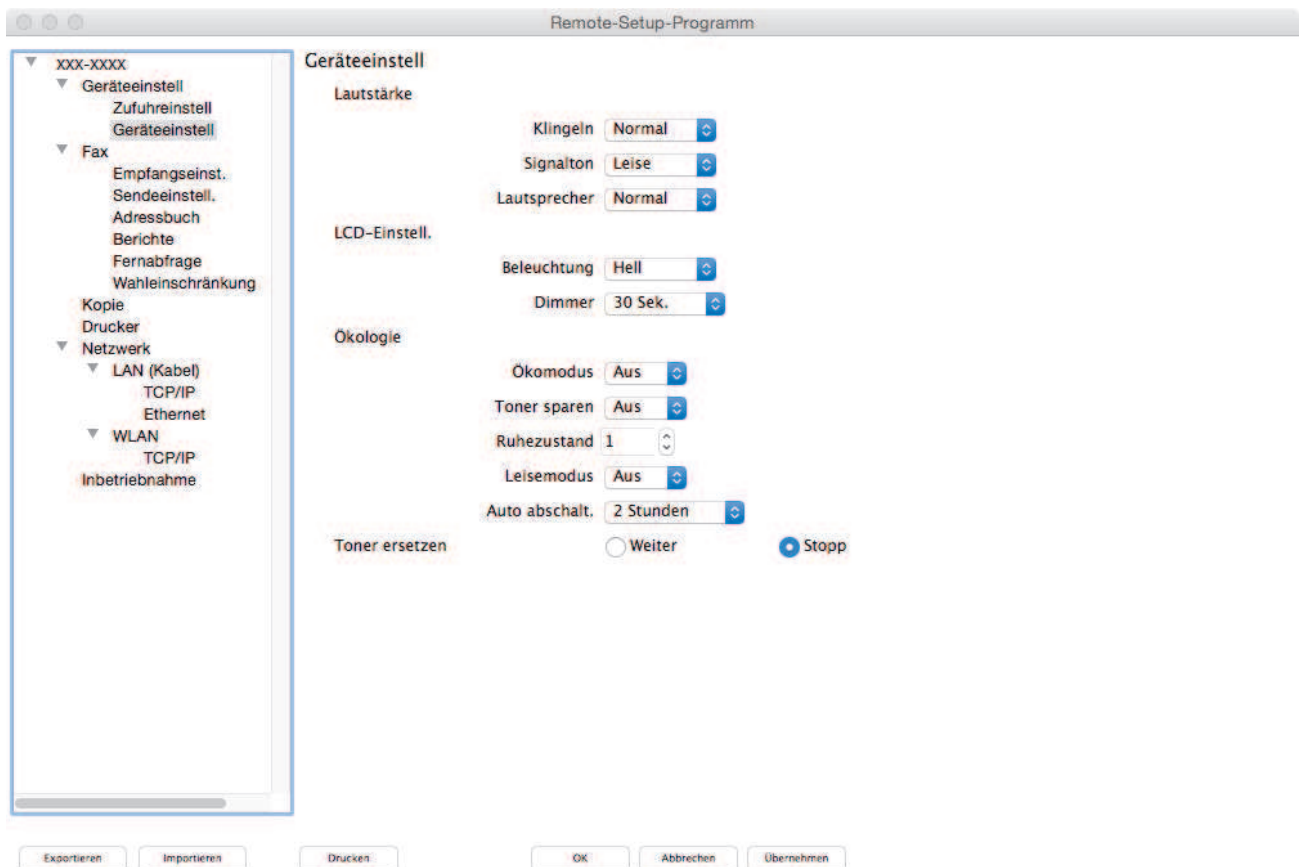 Remote-Setup-Programm
XXX-XXXX
Geräteeinstell
Zufuhreinstell
Geräteeinstell
Fax
Empfangseinst.
Sendeeinstell.
Adressbuch
Berichte
Fernabfrage
Wahleinschränkung
Kopie
Drucker
Netzwerk
LAN (Kabel)
TCP/IP
Ethernet
WLAN
TCP/IP
Inbetriebnahme
Geräteeinstell
Lautstärke
Klingeln Normal
Signalton Leise
Lautsprecher Normal
LCD-Einstell.
Beleuchtung Hell
Dimmer 30 Sek.
Ökologie
Ökomodus Aus
Toner sparen Aus
Ruhezustand 1
Leisemodus Aus
Auto abschalt. 2 Stunden
Toner ersetzen Weiter Stopp
Exportieren Importieren Drucken OK Abbrechen Übernehmen